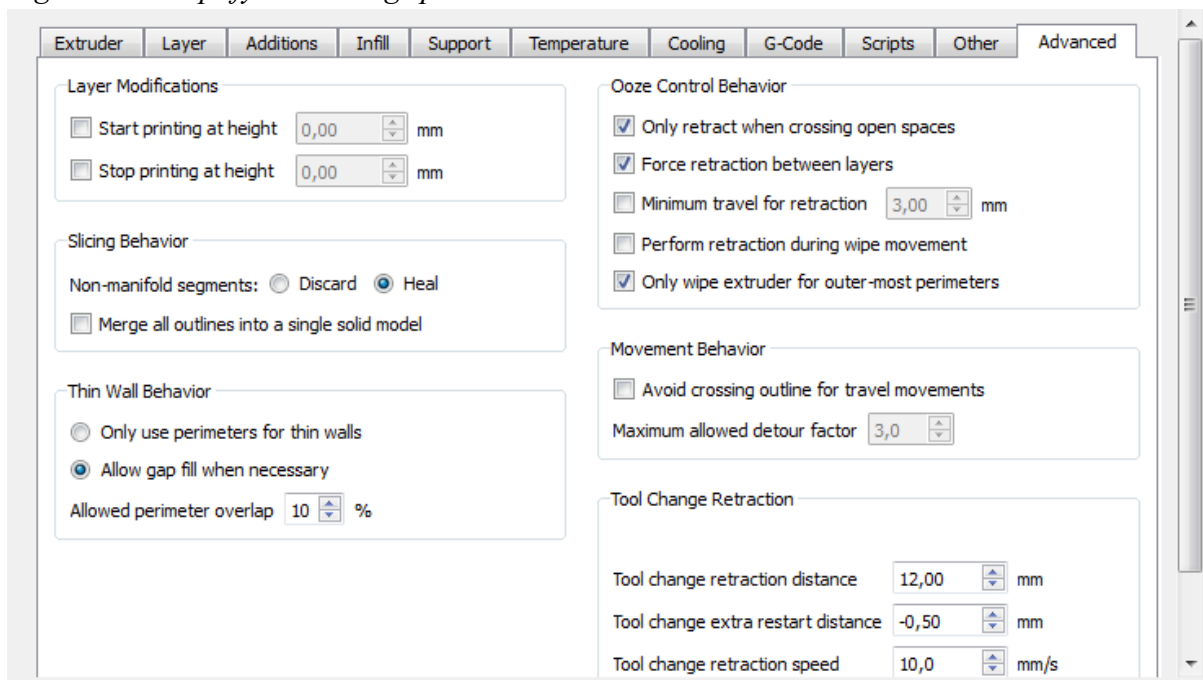 Extruder Layer Additions Infill Support Temperature Cooling G-Code Scripts Other Advanced
Layer Modifications
Start printing at height 0,00 mm
Stop printing at height 0,00 mm
Slicing Behavior
Non-manifold segments: Discard Heal
Merge all outlines into a single solid model
Thin Wall Behavior
Only use perimeters for thin walls
Allow gap fill when necessary
Allowed perimeter overlap 10 %
Ooze Control Behavior
Only retract when crossing open spaces
Force retraction between layers
Minimum travel for retraction 3,00 mm
Perform retraction during wipe movement
Only wipe extruder for outer-most perimeters
Movement Behavior
Avoid crossing outline for travel movements
Maximum allowed detour factor 3,0
Tool Change Retraction
Tool change retraction distance 12,00 mm
Tool change extra restart distance -0,50 mm
Tool change retraction speed 10,0 mm/s